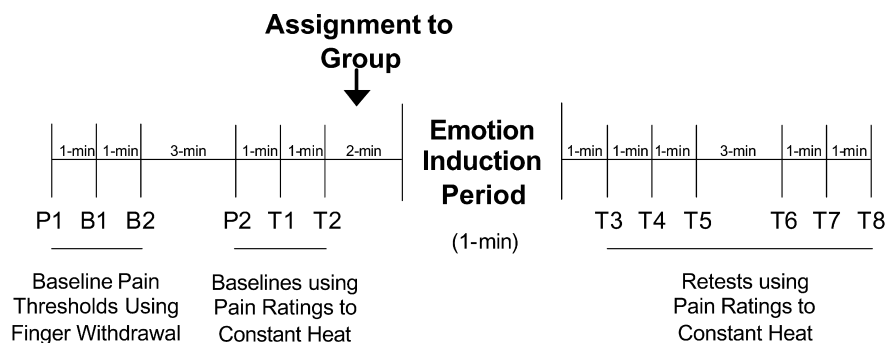 Assignment to
Group
Emotion
Induction
Period
(1-min)
1-min 1-min 3-min 1-min 1-min 2-min 1-min 1-min 1-min 3-min 1-min 1-min
P1 B1 B2 P2 T1 T2 T3 T4 T5 T6 T7 T8
Baseline Pain
Thresholds Using
Finger Withdrawal
Baselines using
Pain Ratings to
Constant Heat
Retests using
Pain Ratings to
Constant Heat